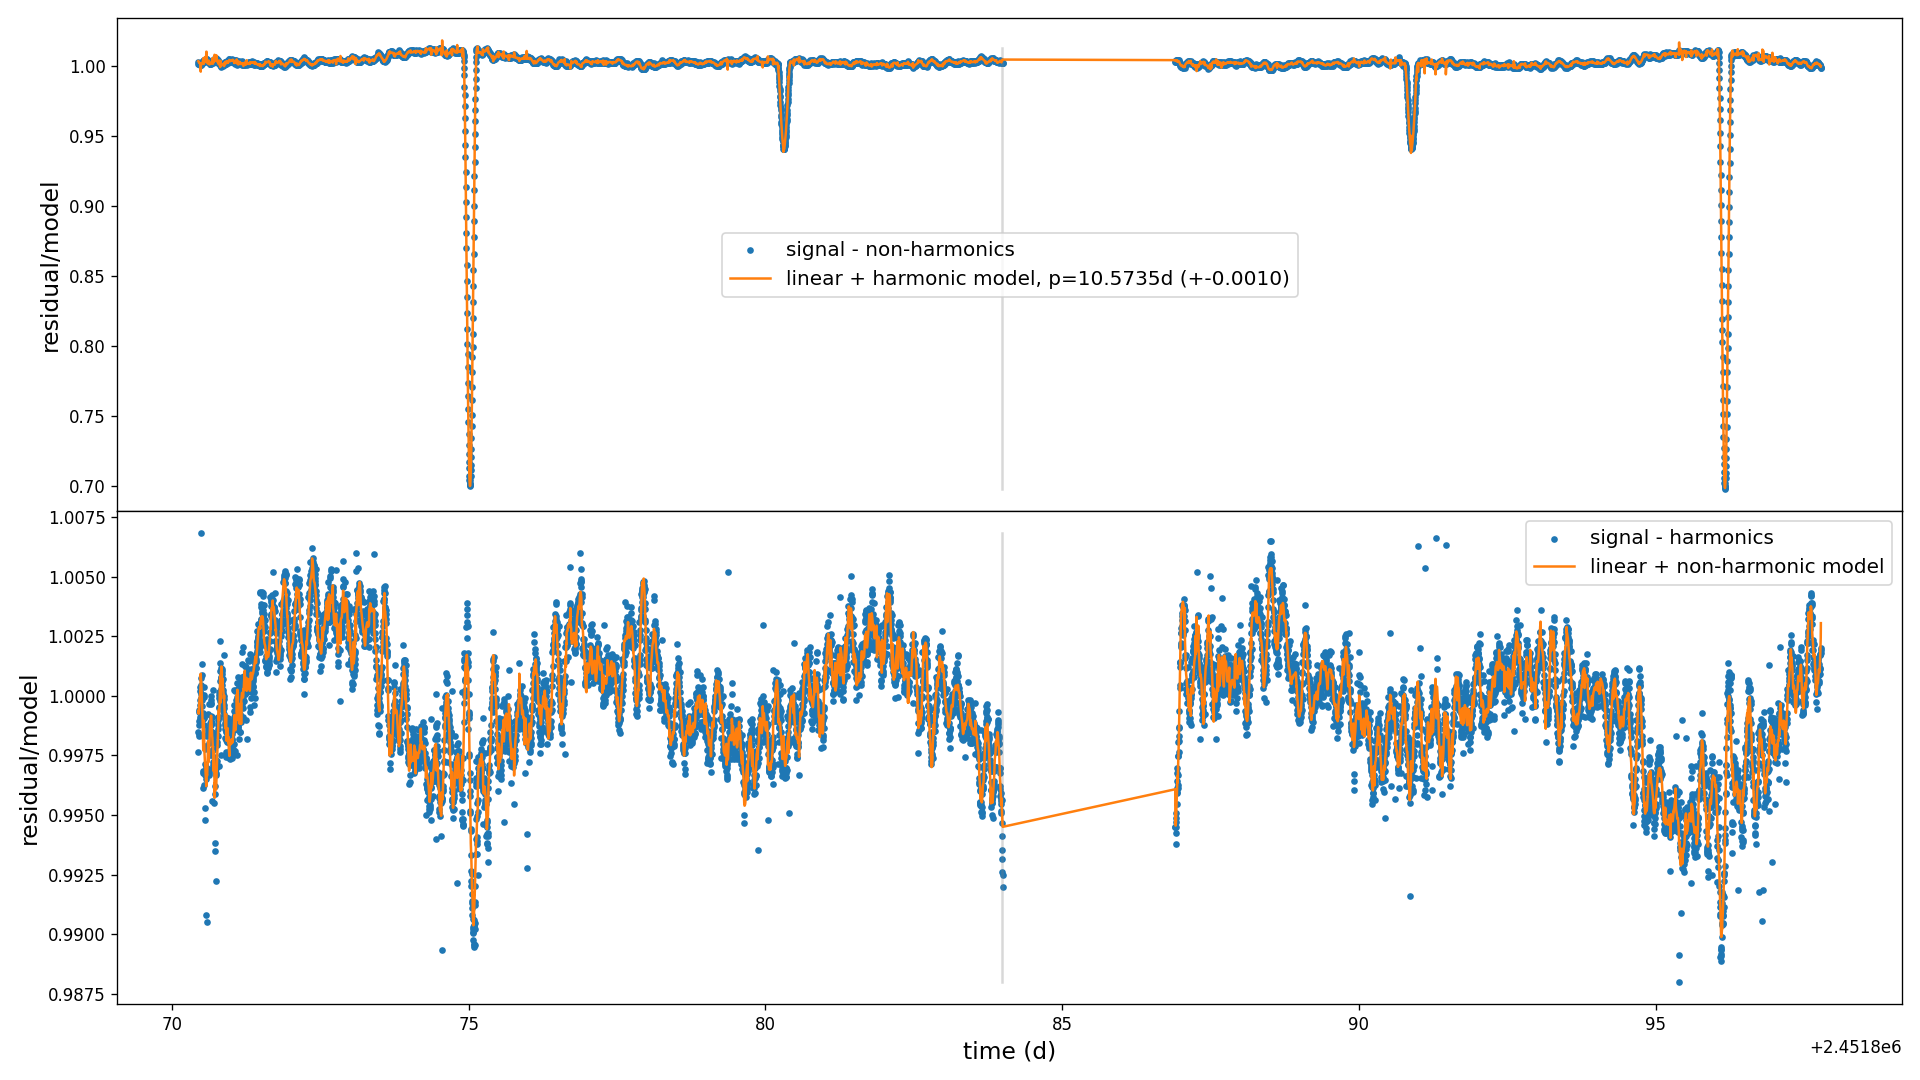 1.00
0.95
0.90
0.85
0.80
0.75
0.70
residual/model
signal - non-harmonics
linear + harmonic model, p=10.5735d (+-0.0010)
1.0075
1.0050
1.0025
1.0000
0.9975
0.9950
0.9925
0.9900
0.9875
residual/model
signal - harmonics
linear + non-harmonic model
70
75
80
85
90
95
time (d)
+2.4518e6